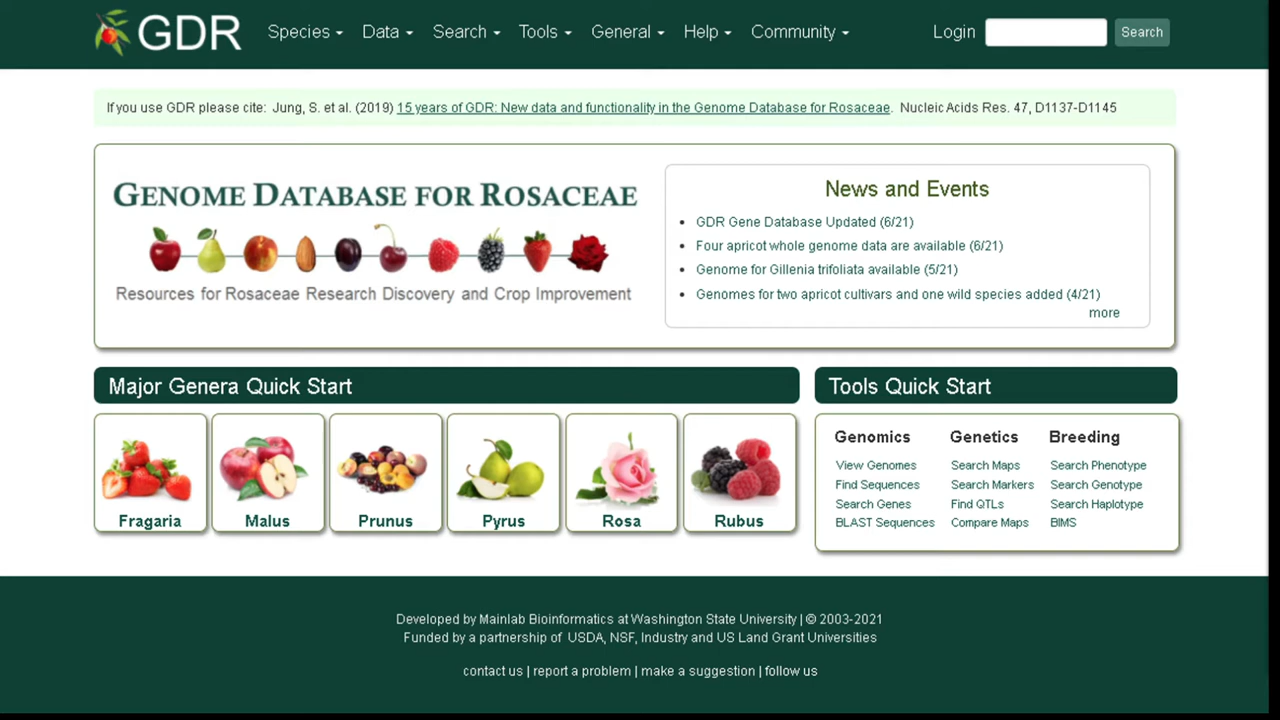 GDR Species Data Search Tools General Help Community Login Search
If you use GDR please cite: Jung, S. et al. (2019) 15 years of GDR: New data and functionality in the Genome Database for Rosaceae. Nucleic Acids Res. 47, D1137-D1145
GENOME DATABASE FOR ROSACEAE
Resources for Rosaceae Research Discovery and Crop Improvement
News and Events
GDR Gene Database Updated (6/21)
Four apricot whole genome data are available (6/21)
Genome for Gillenia trifoliata available (5/21)
Genomes for two apricot cultivars and one wild species added (4/21)
more
Major Genera Quick Start
Fragaria Malus Prunus Pyrus Rosa Rubus
Tools Quick Start
Genomics Genetics Breeding
View Genomes Search Maps Search Phenotype
Find Sequences Search Markers Search Genotype
Search Genes Find QTLs Search Haplotype
BLAST Sequences Compare Maps BIMS
Developed by Mainlab Bioinformatics at Washington State University | © 2003-2021
Funded by a partnership of USDA, NSF, Industry and US Land Grant Universities
contact us | report a problem | make a suggestion | follow us